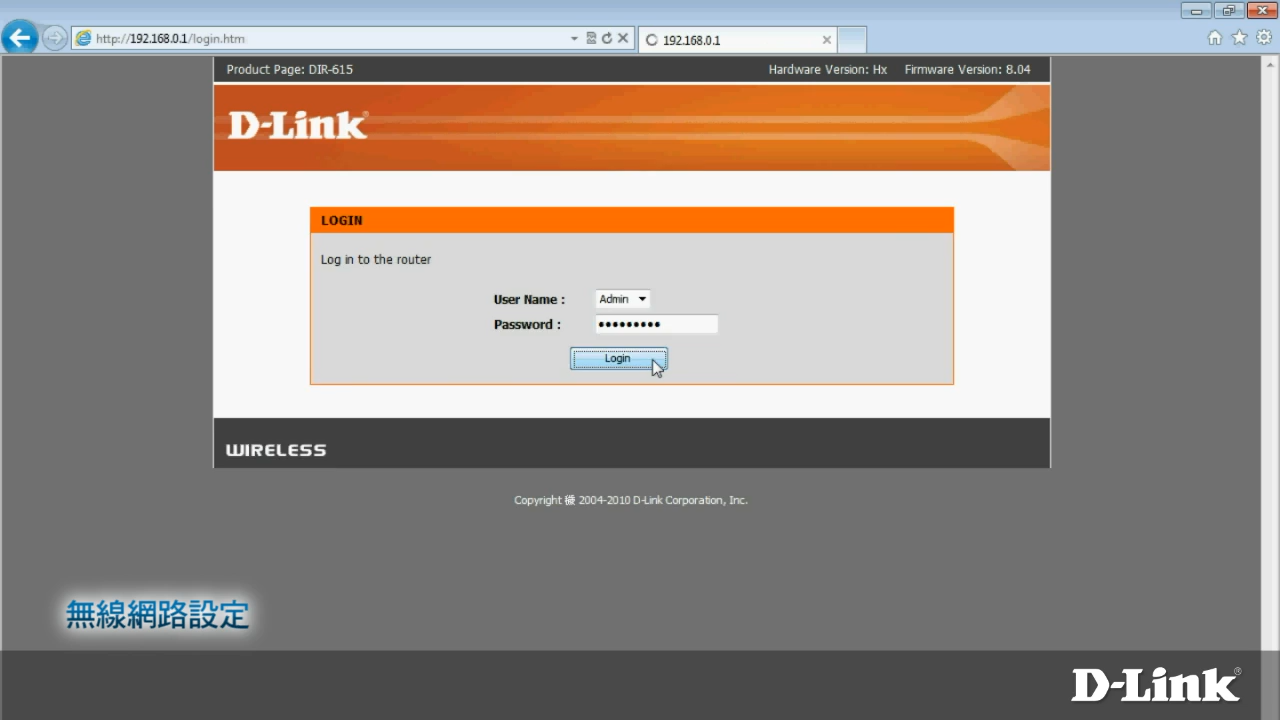 http://192.168.0.1/login.htm
192.168.0.1
Product Page: DIR-615
Hardware Version: Hx Firmware Version: 8.04
D-Link
LOGIN
Log in to the router
User Name : Admin
Password : •••••••••
Login
WIRELESS
Copyright 2004-2010 D-Link Corporation, Inc.
無線網路設定
D-Link